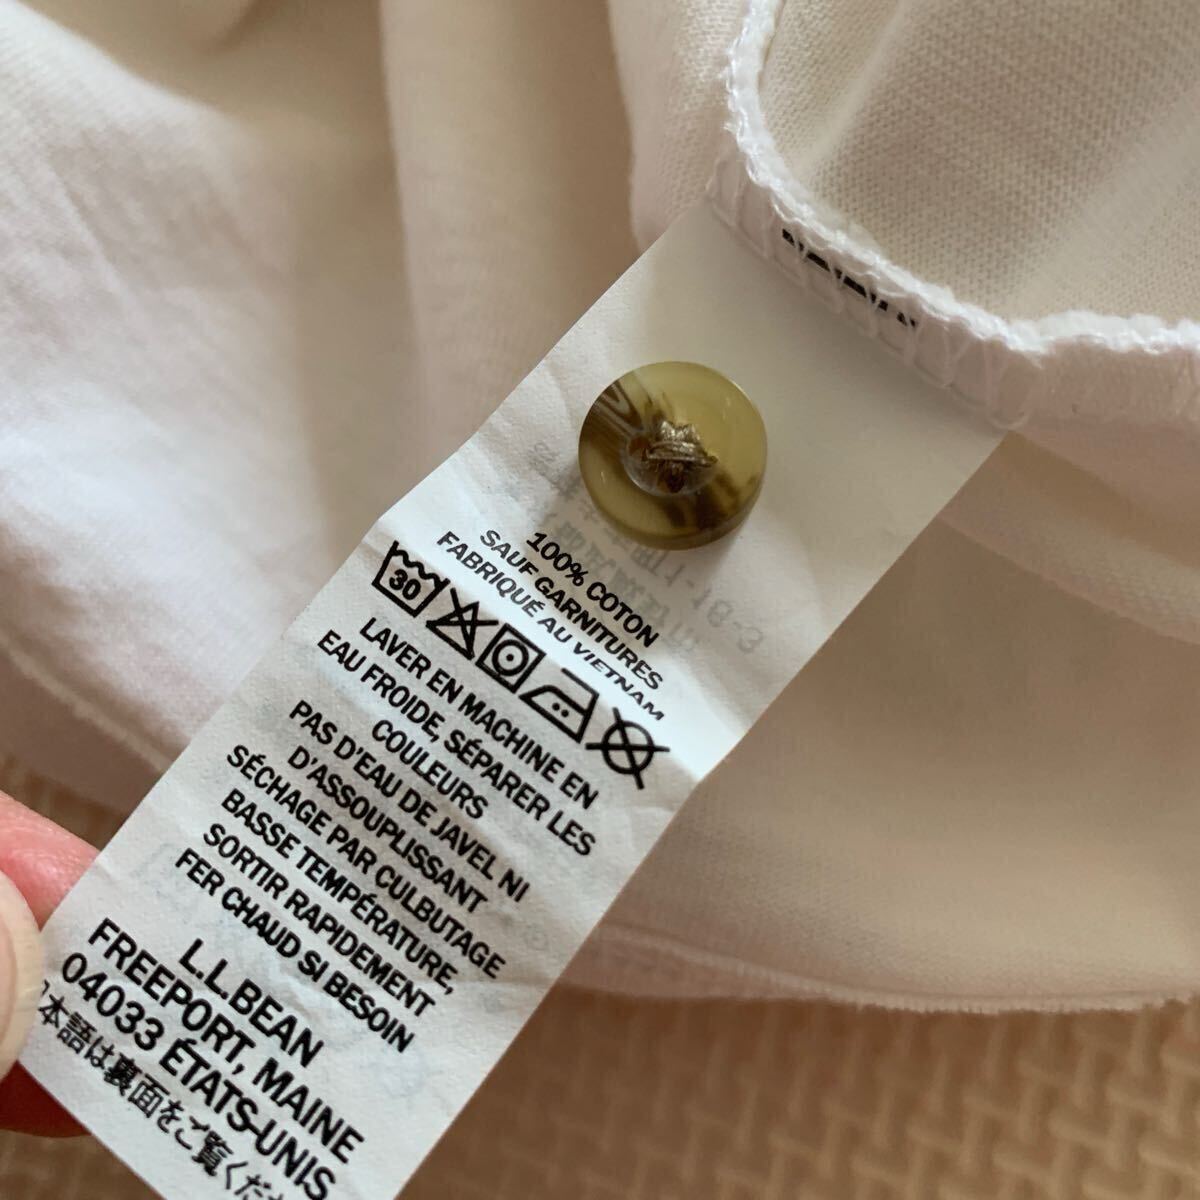 100% COTON
SAUF GARNITURES
FABRIQUÉ AU VIETNAM
30
LAVER EN MACHINE EN
EAU FROIDE, SÉPARER LES
COULEURS
PAS D'EAU DE JAVEL NI
D'ASSOUPLISSANT
SÉCHAGE PAR CULBUTAGE
BASSE TEMPÉRATURE,
SORTIR RAPIDEMENT
FER CHAUD SI BESOIN
L.L.BEAN
FREEPORT, MAINE
04033 ÉTATS-UNIS
本語は裏面をご覧くだ